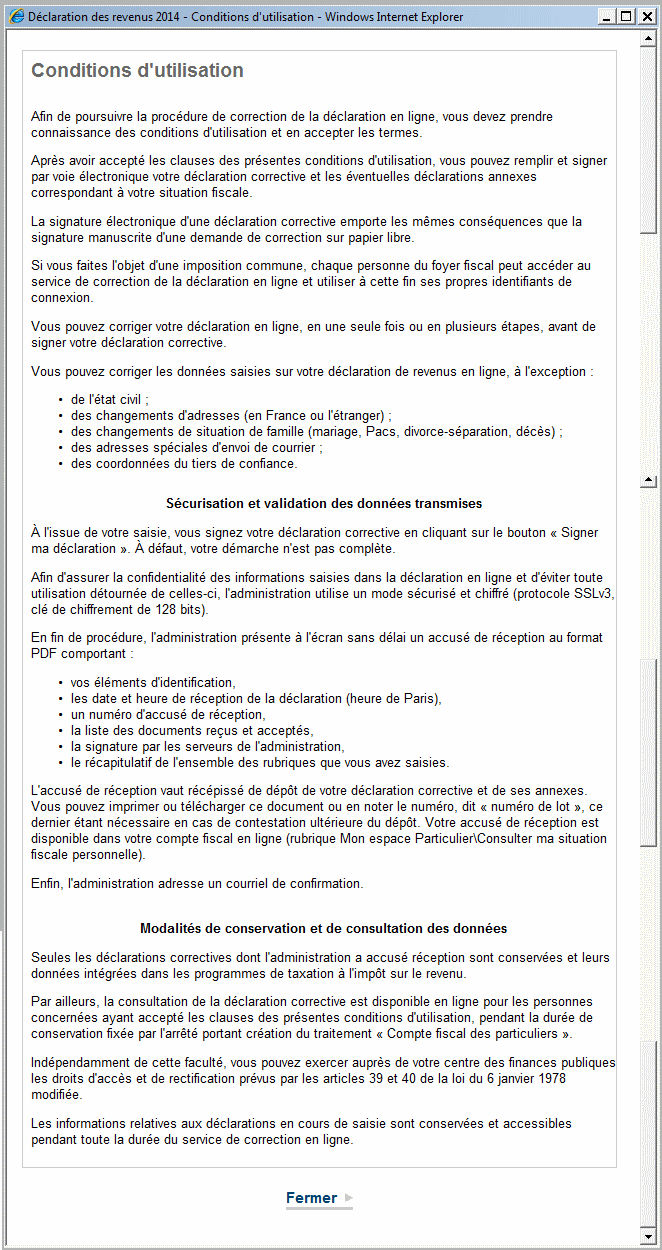 Déclaration des revenus 2014 - Conditions d'utilisation - Windows Internet Explorer
Conditions d'utilisation
Afin de poursuivre la procédure de correction de la déclaration en ligne, vous devez prendre
connaissance des conditions d'utilisation et en accepter les termes.
Après avoir accepté les clauses des présentes conditions d'utilisation, vous pouvez remplir et signer
par voie électronique votre déclaration corrective et les éventuelles déclarations annexes
correspondant à votre situation fiscale.
La signature électronique d'une déclaration corrective emporte les mêmes conséquences que la
signature manuscrite d'une demande de correction sur papier libre.
Si vous faites l'objet d'une imposition commune, chaque personne du foyer fiscal peut accéder au
service de correction de la déclaration en ligne et utiliser à cette fin ses propres identifiants de
connexion.
Vous pouvez corriger votre déclaration en ligne, en une seule fois ou en plusieurs étapes, avant de
signer votre déclaration corrective.
Vous pouvez corriger les données saisies sur votre déclaration de revenus en ligne, à l'exception :
• de l'état civil ;
• des changements d'adresses (en France ou l'étranger) ;
• des changements de situation de famille (mariage, Pacs, divorce-séparation, décès) ;
• des adresses spéciales d'envoi de courrier ;
• des coordonnées du tiers de confiance.
Sécurisation et validation des données transmises
À l'issue de votre saisie, vous signez votre déclaration corrective en cliquant sur le bouton « Signer
ma déclaration ». À défaut, votre démarche n'est pas complète.
Afin d'assurer la confidentialité des informations saisies dans la déclaration en ligne et d'éviter toute
utilisation détournée de celles-ci, l'administration utilise un mode sécurisé et chiffré (protocole SSLv3,
clé de chiffrement de 128 bits).
En fin de procédure, l'administration présente à l'écran sans délai un accusé de réception au format
PDF comportant :
• vos éléments d'identification,
• les date et heure de réception de la déclaration (heure de Paris),
• un numéro d'accusé de réception,
• la liste des documents reçus et acceptés,
• la signature par les serveurs de l'administration,
• le récapitulatif de l'ensemble des rubriques que vous avez saisies.
L'accusé de réception vaut récépissé de dépôt de votre déclaration corrective et de ses annexes.
Vous pouvez imprimer ou télécharger ce document ou en noter le numéro, dit « numéro de lot », ce
dernier étant nécessaire en cas de contestation ultérieure du dépôt. Votre accusé de réception est
disponible dans votre compte fiscal en ligne (rubrique Mon espace Particulier\Consulter ma situation
fiscale personnelle).
Enfin, l'administration adresse un courriel de confirmation.
Modalités de conservation et de consultation des données
Seules les déclarations correctives dont l'administration a accusé réception sont conservées et leurs
données intégrées dans les programmes de taxation à l'impôt sur le revenu.
Par ailleurs, la consultation de la déclaration corrective est disponible en ligne pour les personnes
concernées ayant accepté les clauses des présentes conditions d'utilisation, pendant la durée de
conservation fixée par l'arrêté portant création du traitement « Compte fiscal des particuliers ».
Indépendamment de cette faculté, vous pouvez exercer auprès de votre centre des finances publiques
les droits d'accès et de rectification prévus par les articles 39 et 40 de la loi du 6 janvier 1978
modifiée.
Les informations relatives aux déclarations en cours de saisie sont conservées et accessibles
pendant toute la durée du service de correction en ligne.
Fermer